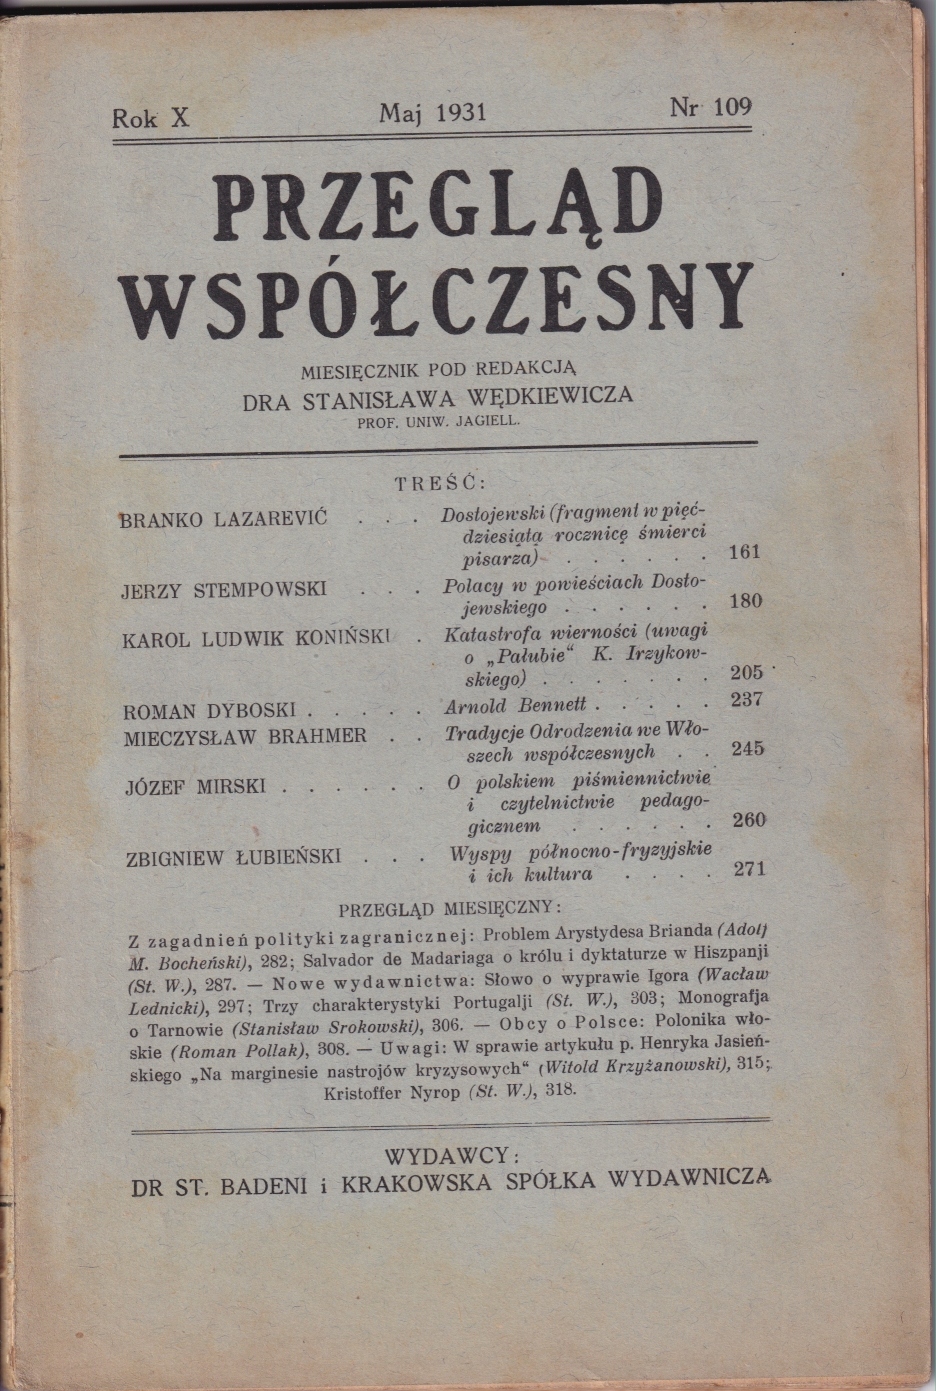 Rok X Maj 1931 Nr 109
PRZEGLĄD
WSPÓŁCZESNY
MIESIĘCZNIK POD REDAKCJĄ
DRA STANISŁAWA WĘDKIEWICZA
PROF. UNIW. JAGIELL.
TREŚĆ:
BRANKO LAZAREVIĆ . . . Dostojewski (fragment w pięć-
dziesiątą rocznicę śmierci
pisarza) . . . . . . 161
JERZY STEMPOWSKI . . . Polacy w powieściach Dosto-
jewskiego . . . . . . 180
KAROL LUDWIK KONIŃSKI . Katastrofa wierności (uwagi
o „Pałubie“ K. Irzykow-
skiego) . . . . . . . 205
ROMAN DYBOSKI . . . . . Arnold Bennett . . . . . 237
MIECZYSŁAW BRAHMER . . Tradycje Odrodzenia we Wło-
szech współczesnych . . 245
JÓZEF MIRSKI . . . . . . O polskiem piśmiennictwie
i czytelnictwie pedago-
gicznem . . . . . . 260
ZBIGNIEW ŁUBIEŃSKI . . . Wyspy północno-fryzyjskie
i ich kultura . . . . 271
PRZEGLĄD MIESIĘCZNY:
Z zagadnień polityki zagranicznej: Problem Arystydesa Brianda (Adolf
M. Bocheński), 282; Salvador de Madariaga o królu i dyktaturze w Hiszpanji
(St. W.), 287. — Nowe wydawnictwa: Słowo o wyprawie Igora (Wacław
Lednicki), 297; Trzy charakterystyki Portugalji (St. W.), 303; Monografja
o Tarnowie (Stanisław Srokowski), 306. — Obcy o Polsce: Polonika wło-
skie (Roman Pollak), 308. — Uwagi: W sprawie artykułu p. Henryka Jasień-
skiego „Na marginesie nastrojów kryzysowych“ (Witold Krzyżanowski), 315;
Kristoffer Nyrop (St. W.), 318.
WYDAWCY:
DR ST. BADENI i KRAKOWSKA SPÓŁKA WYDAWNICZA